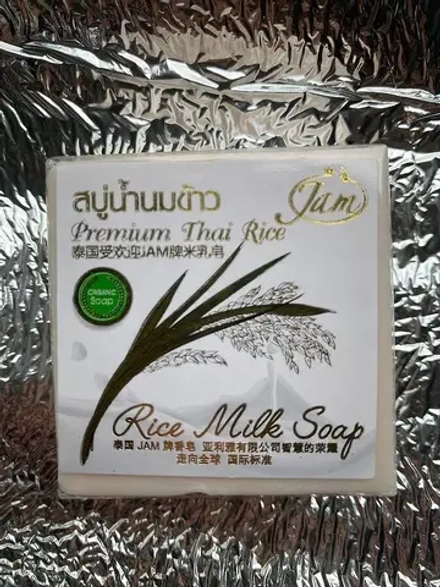 สบู่น้ำนมข้าว
Jam
Premium Thai Rice
泰国受欢迎JAM牌米乳皂
ORGANIC
Soap
Rice Milk Soap
泰国 JAM 牌香皂 亚利雅有限公司智慧的荣耀
走向全球 国际标准